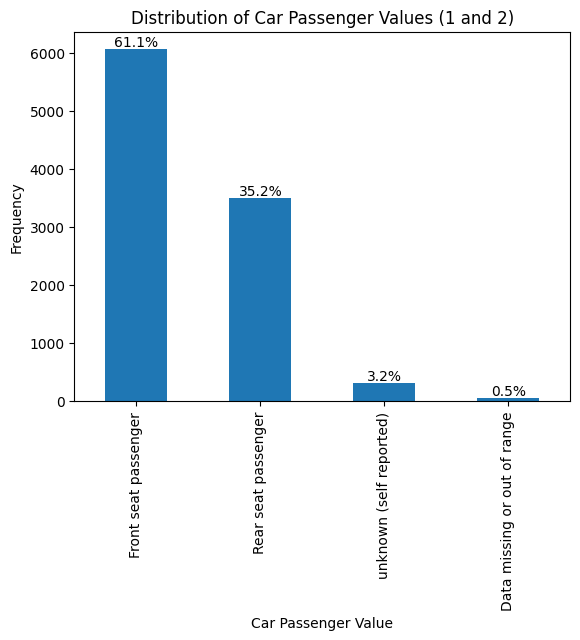 Distribution of Car Passenger Values (1 and 2)
61.1%
35.2%
3.2%
0.5%
6000
5000
4000
3000
2000
1000
0
Frequency
Front seat passenger
Rear seat passenger
unknown (self reported)
Data missing or out of range
Car Passenger Value